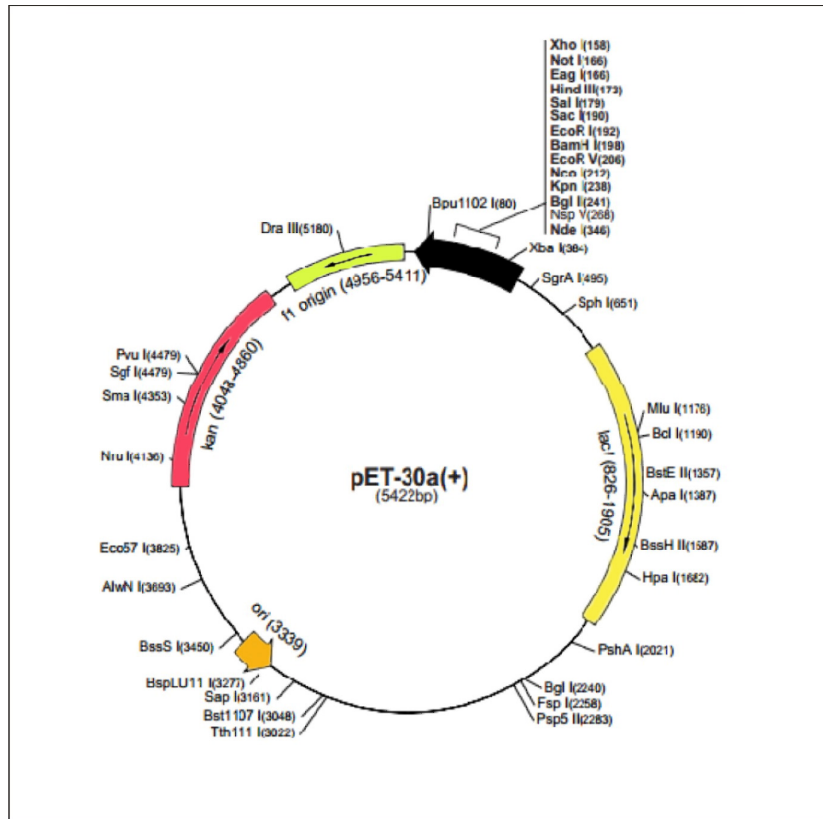 Xho I(158)
Not I(166)
Eag I(166)
Hind III(173)
Sal I(179)
Sac I(190)
EcoR I(192)
BamH I(198)
EcoR V(206)
Nco I(212)
Kpn I(238)
Bgl II(241)
Nsp V(268)
Nde I(346)
Bpu1102 I(80)
Dra III(5180)
Xba I(384)
SgrA I(495)
Sph I(651)
f1 origin (4956-5411)
Pvu I(4479)
Sgf I(4479)
Sma I(4353)
kan (4048-4860)
Nru I(4136)
Mlu I(1176)
Bcl I(1190)
BstE II(1357)
Apa I(1387)
lacI (826-1905)
BssH II(1587)
Hpa I(1682)
pET-30a(+)
(5422bp)
Eco57 I(3825)
AlwN I(3693)
ori (3339)
BssS I(3450)
PshA I(2021)
BspLU11 I(3277)
Sap I(3161)
Bst1107 I(3048)
Tth111 I(3022)
Bgl I(2240)
Fsp I(2258)
Psp5 II(2283)